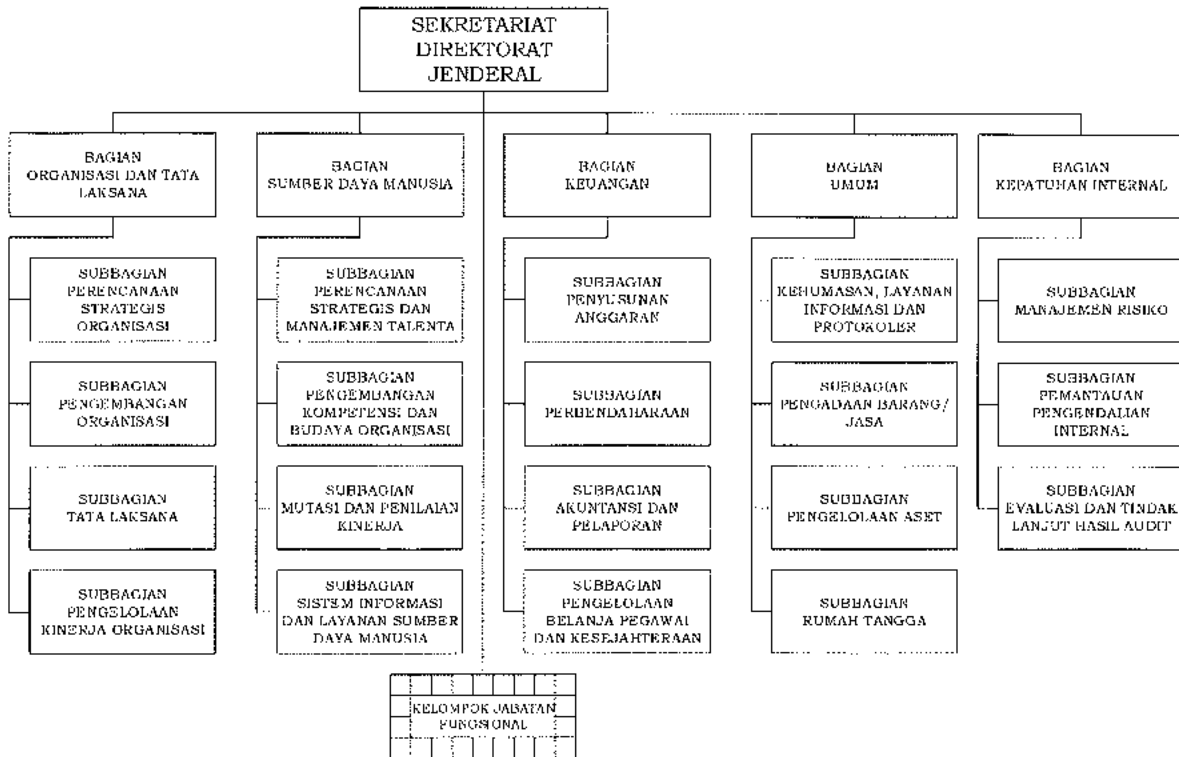 SEKRETARIAT
DIREKTORAT
JENDERAL
BAGIAN
ORGANISASI DAN TATA
LAKSANA
BAGIAN
SUMBER DAYA MANUSIA
BAGIAN
KEUANGAN
BAGIAN
UMUM
BAGIAN
KEPATUHAN INTERNAL
SUBBAGIAN
PERENCANAAN
STRATEGIS
ORGANISASI
SUBBAGIAN
PERENCANAAN
STRATEGIS DAN
MANAJEMEN TALENTA
SUBBAGIAN
PENYUSUNAN
ANGGARAN
SUBBAGIAN
KEHUMASAN, LAYANAN
INFORMASI DAN
PROTOKOLER
SUBBAGIAN
MANAJEMEN RISIKO
SUBBAGIAN
PENGEMBANGAN
ORGANISASI
SUBBAGIAN
PENGEMBANGAN
KOMPETENSI DAN
BUDAYA ORGANISASI
SUBBAGIAN
PERBENDAHARAAN
SUBBAGIAN
PENGADAAN BARANG/
JASA
SUBBAGIAN
PEMANTAUAN
PENGENDALIAN
INTERNAL
SUBBAGIAN
TATA LAKSANA
SUBBAGIAN
MUTASI DAN PENILAIAN
KINERJA
SUBBAGIAN
AKUNTANSI DAN
PELAPORAN
SUBBAGIAN
PENGELOLAAN ASET
SUBBAGIAN
EVALUASI DAN TINDAK
LANJUT HASIL AUDIT
SUBBAGIAN
PENGELOLAAN
KINERJA ORGANISASI
SUBBAGIAN
SISTEM INFORMASI
DAN LAYANAN SUMBER
DAYA MANUSIA
SUBBAGIAN
PENGELOLAAN
BELANJA PEGAWAI
DAN KESEJAHTERAAN
SUBBAGIAN
RUMAH TANGGA
KELOMPOK JABATAN
FUNGSIONAL